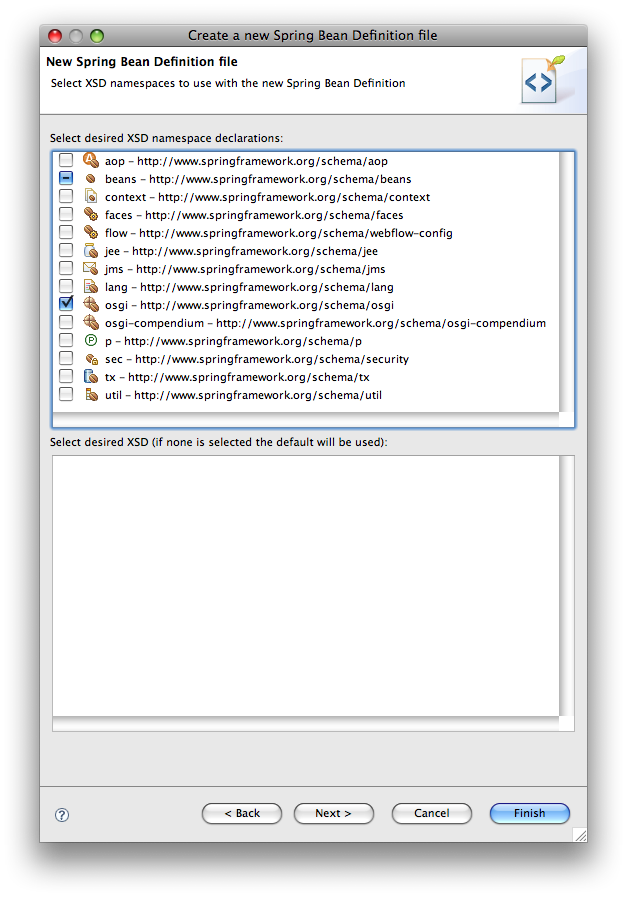 Create a new Spring Bean Definition file
New Spring Bean Definition file
Select XSD namespaces to use with the new Spring Bean Definition
Select desired XSD namespace declarations:
aop - http://www.springframework.org/schema/aop
beans - http://www.springframework.org/schema/beans
context - http://www.springframework.org/schema/context
faces - http://www.springframework.org/schema/faces
flow - http://www.springframework.org/schema/webflow-config
jee - http://www.springframework.org/schema/jee
jms - http://www.springframework.org/schema/jms
lang - http://www.springframework.org/schema/lang
osgi - http://www.springframework.org/schema/osgi
osgi-compendium - http://www.springframework.org/schema/osgi-compendium
p - http://www.springframework.org/schema/p
sec - http://www.springframework.org/schema/security
tx - http://www.springframework.org/schema/tx
util - http://www.springframework.org/schema/util
Select desired XSD (if none is selected the default will be used):
? < Back Next > Cancel Finish